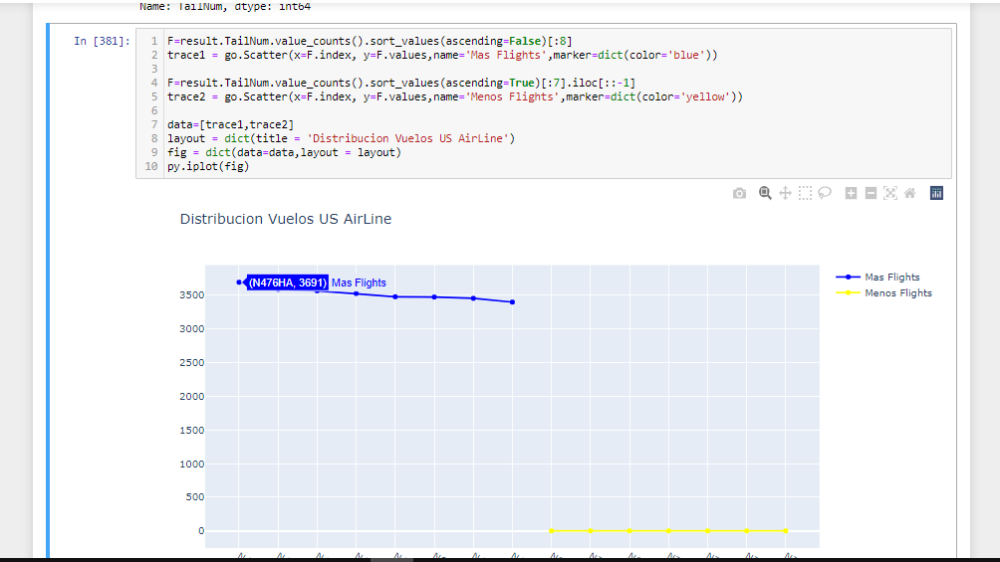 Name: TailNum, dtype: int64
In [381]:
1 F=result.TailNum.value_counts().sort_values(ascending=False)[:8]
2 trace1 = go.Scatter(x=F.index, y=F.values,name='Mas Flights',marker=dict(color='blue'))
3
4 F=result.TailNum.value_counts().sort_values(ascending=True)[:7].iloc[::-1]
5 trace2 = go.Scatter(x=F.index, y=F.values,name='Menos Flights',marker=dict(color='yellow'))
6
7 data=[trace1,trace2]
8 layout = dict(title = 'Distribucion Vuelos US AirLine')
9 fig = dict(data=data,layout = layout)
10 py.iplot(fig)
Distribucion Vuelos US AirLine
(N476HA, 3691) Mas Flights
Mas Flights
Menos Flights
3500
3000
2500
2000
1500
1000
500
0